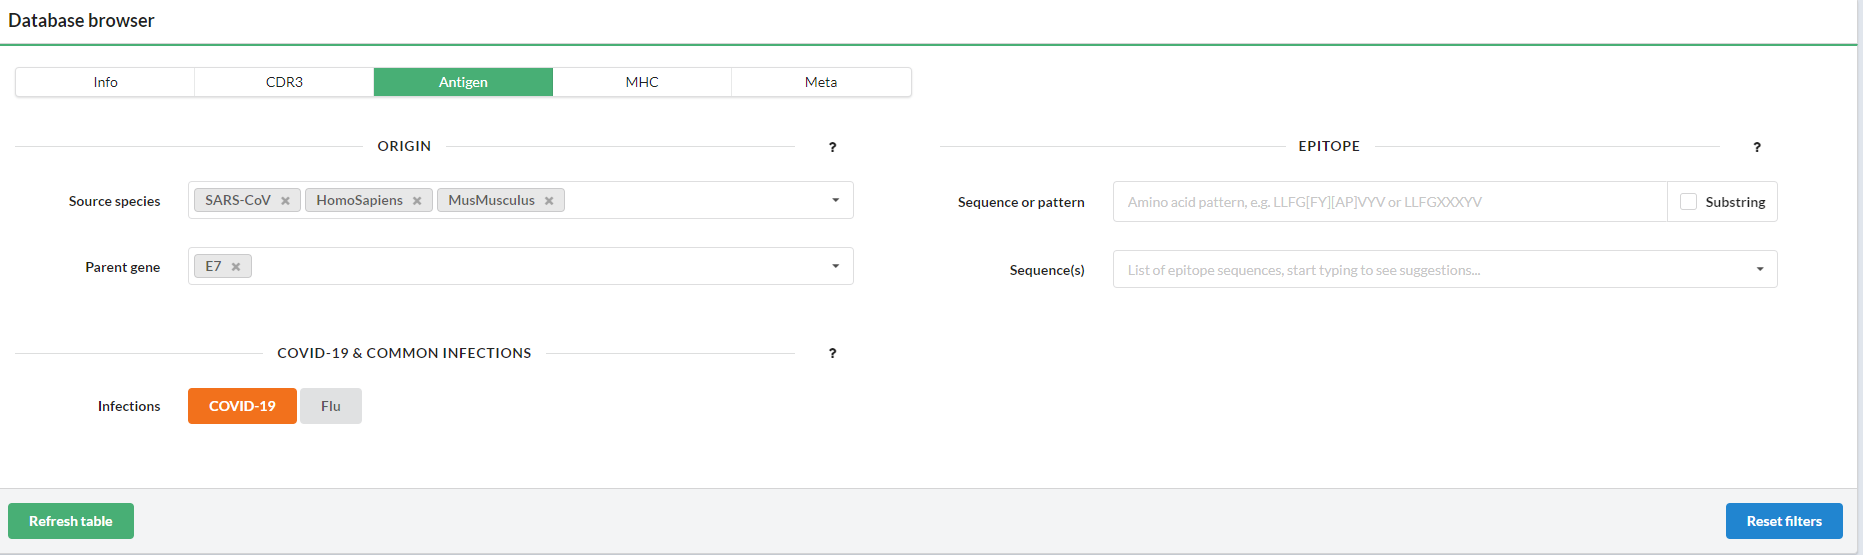 Database browser
Info CDR3 Antigen MHC Meta
ORIGIN ?
Source species SARS-CoV × HomoSapiens × MusMusculus ×
Parent gene E7 ×
COVID-19 & COMMON INFECTIONS ?
Infections COVID-19 Flu
EPITOPE ?
Sequence or pattern Amino acid pattern, e.g. LLFG[FY][AP]VYV or LLFGXXXYV Substring
Sequence(s) List of epitope sequences, start typing to see suggestions...
Refresh table Reset filters